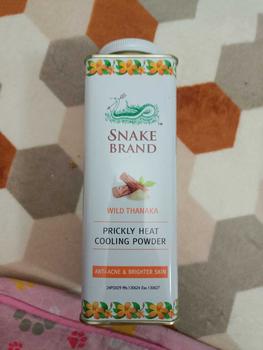 SNAKE
BRAND
WILD THANAKA
PRICKLY HEAT
COOLING POWDER
ANTI-ACNE & BRIGHTER SKIN